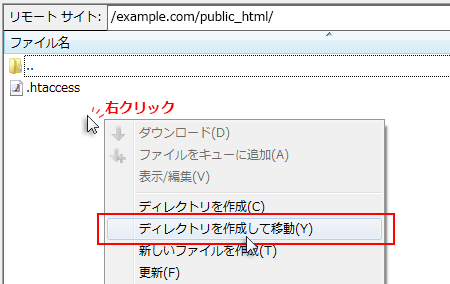 リモート サイト: /example.com/public_html/
ファイル名
..
.htaccess
右クリック
ダウンロード(D)
ファイルをキューに追加(A)
表示/編集(V)
ディレクトリを作成(C)
ディレクトリを作成して移動(Y)
新しいファイルを作成(T)
更新(F)